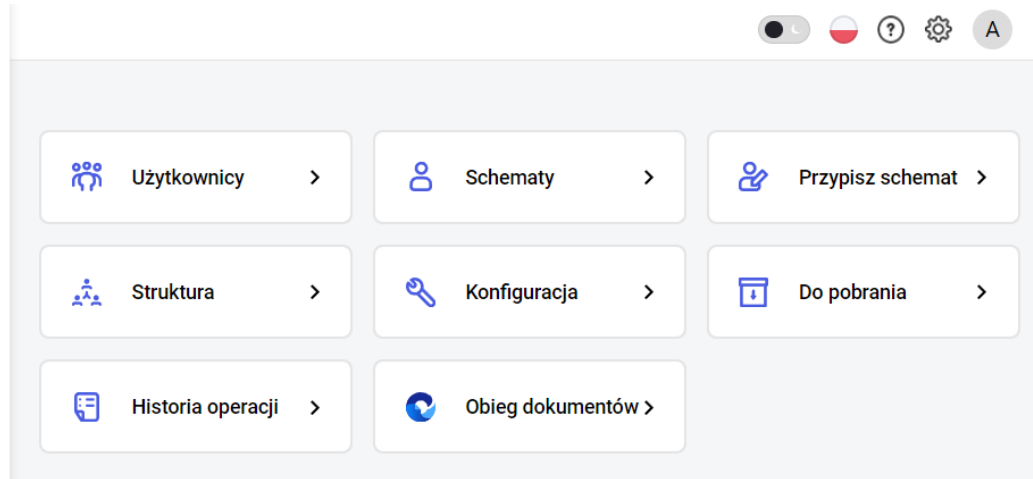 A
Użytkownicy
Schematy
Przypisz schemat
Struktura
Konfiguracja
Do pobrania
Historia operacji
Obieg dokumentów